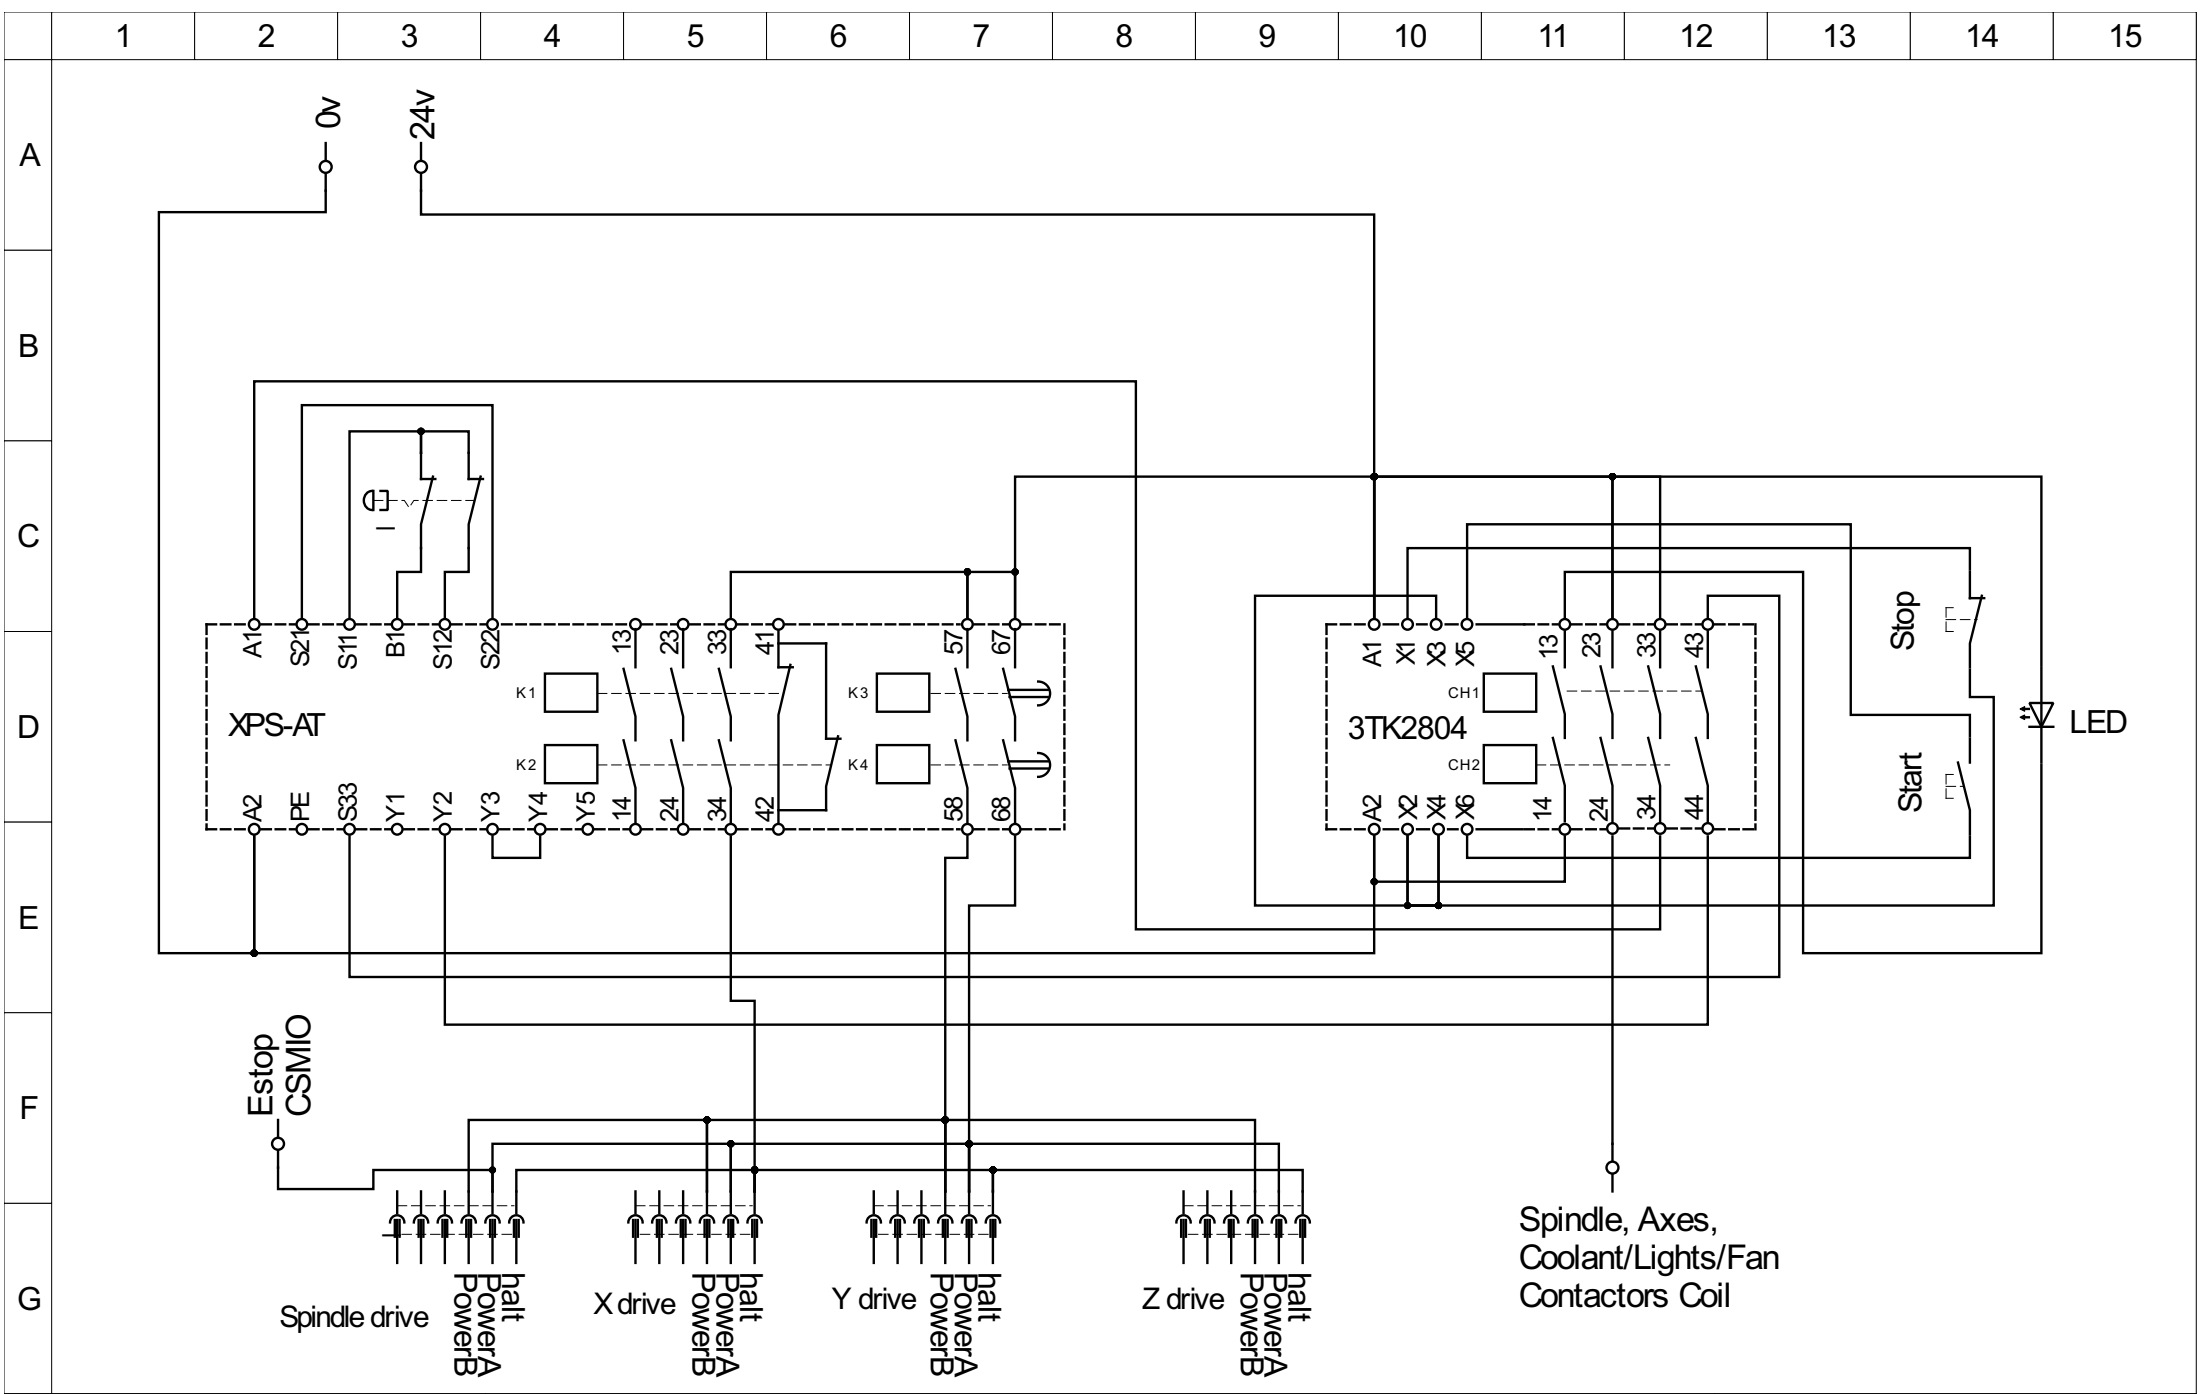 1 2 3 4 5 6 7 8 9 10 11 12 13 14 15
A
0v
24v
B
C
A1 S21 S11 B1 S12 S22 13 23 33 41 57 67
A1 X1 X3 X5 13 23 33 43
Stop
K1
K3
CH1
D
XPS-AT
3TK2804
LED
K2
K4
CH2
Start
A2 PE S33 Y1 Y2 Y3 Y4 Y5 14 24 34 42 58 68
A2 X2 X4 X6 14 24 34 44
E
Estop
CSMIO
F
Spindle, Axes,
Coolant/Lights/Fan
Contactors Coil
G
Spindle drive
PowerB
PowerA
halt
X drive
PowerB
PowerA
halt
Y drive
PowerB
PowerA
halt
Z drive
PowerB
PowerA
halt